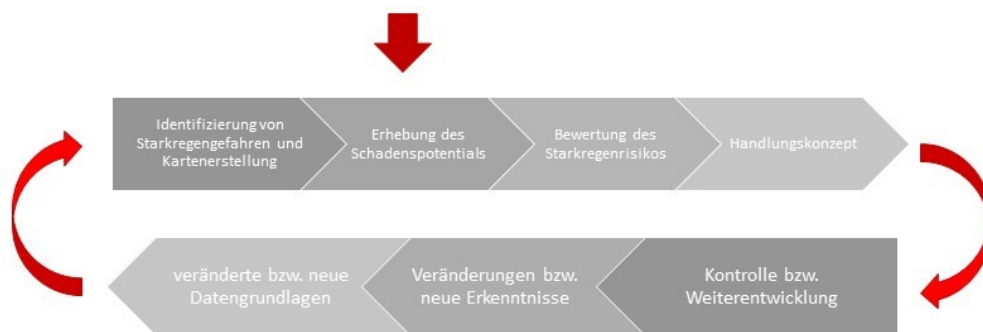 Identifizierung von
Starkregengefahren und
Kartenerstellung
Erhebung des
Schadenspotentials
Bewertung des
Starkregenrisikos
Handlungskonzept
veränderte bzw. neue
Datengrundlagen
Veränderungen bzw.
neue Erkenntnisse
Kontrolle bzw.
Weiterentwicklung